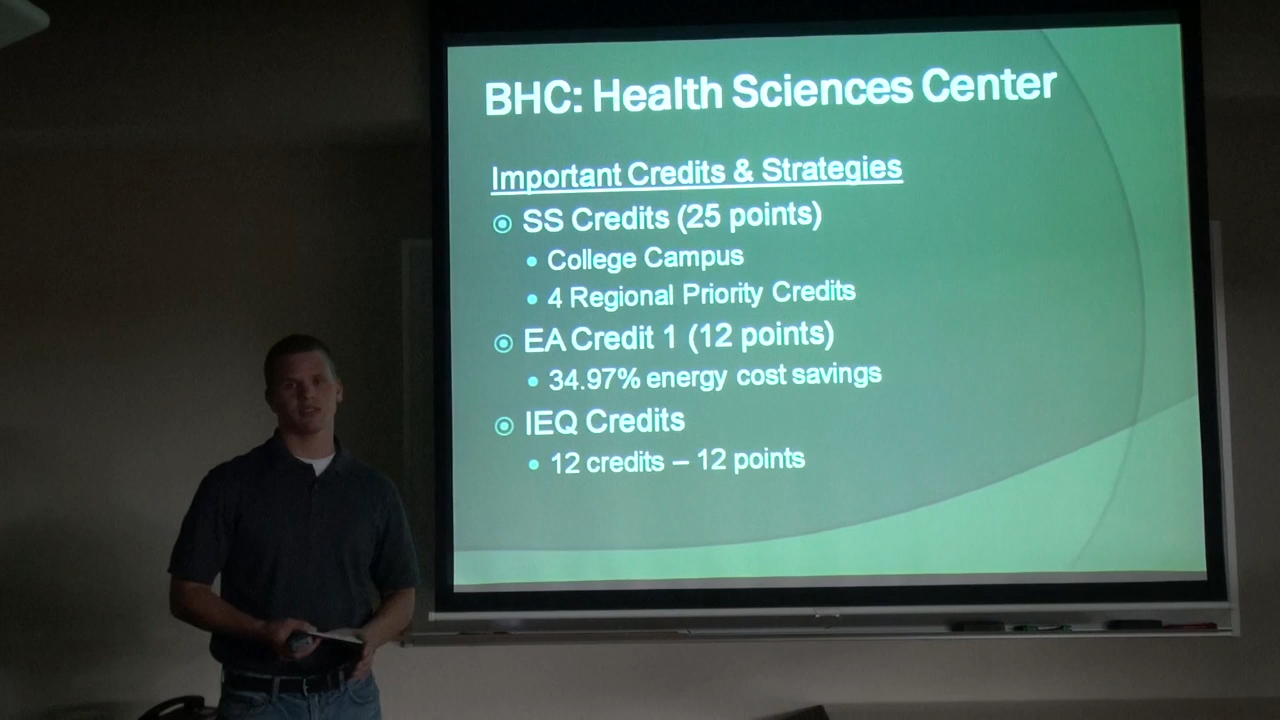 BHC: Health Sciences Center
Important Credits & Strategies
SS Credits (25 points)
College Campus
4 Regional Priority Credits
EA Credit 1 (12 points)
34.97% energy cost savings
IEQ Credits
12 credits – 12 points